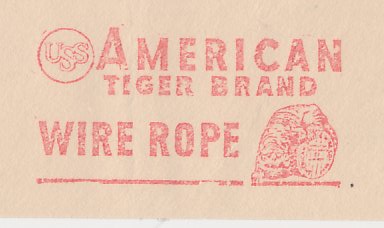 USS AMERICAN
TIGER BRAND
WIRE ROPE